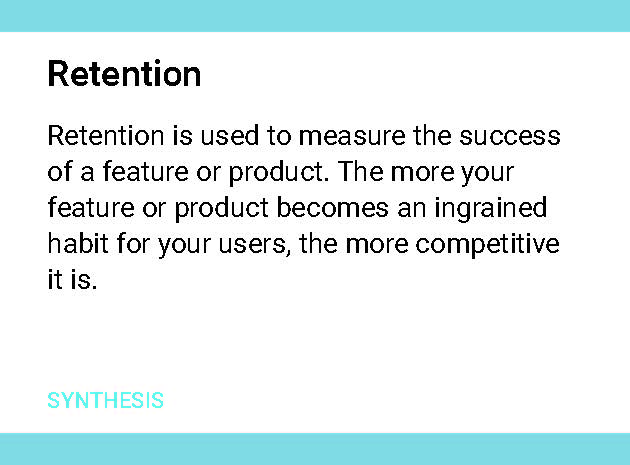 Retention
Retention is used to measure the success
of a feature or product. The more your
feature or product becomes an ingrained
habit for your users, the more competitive
it is.
SYNTHESIS